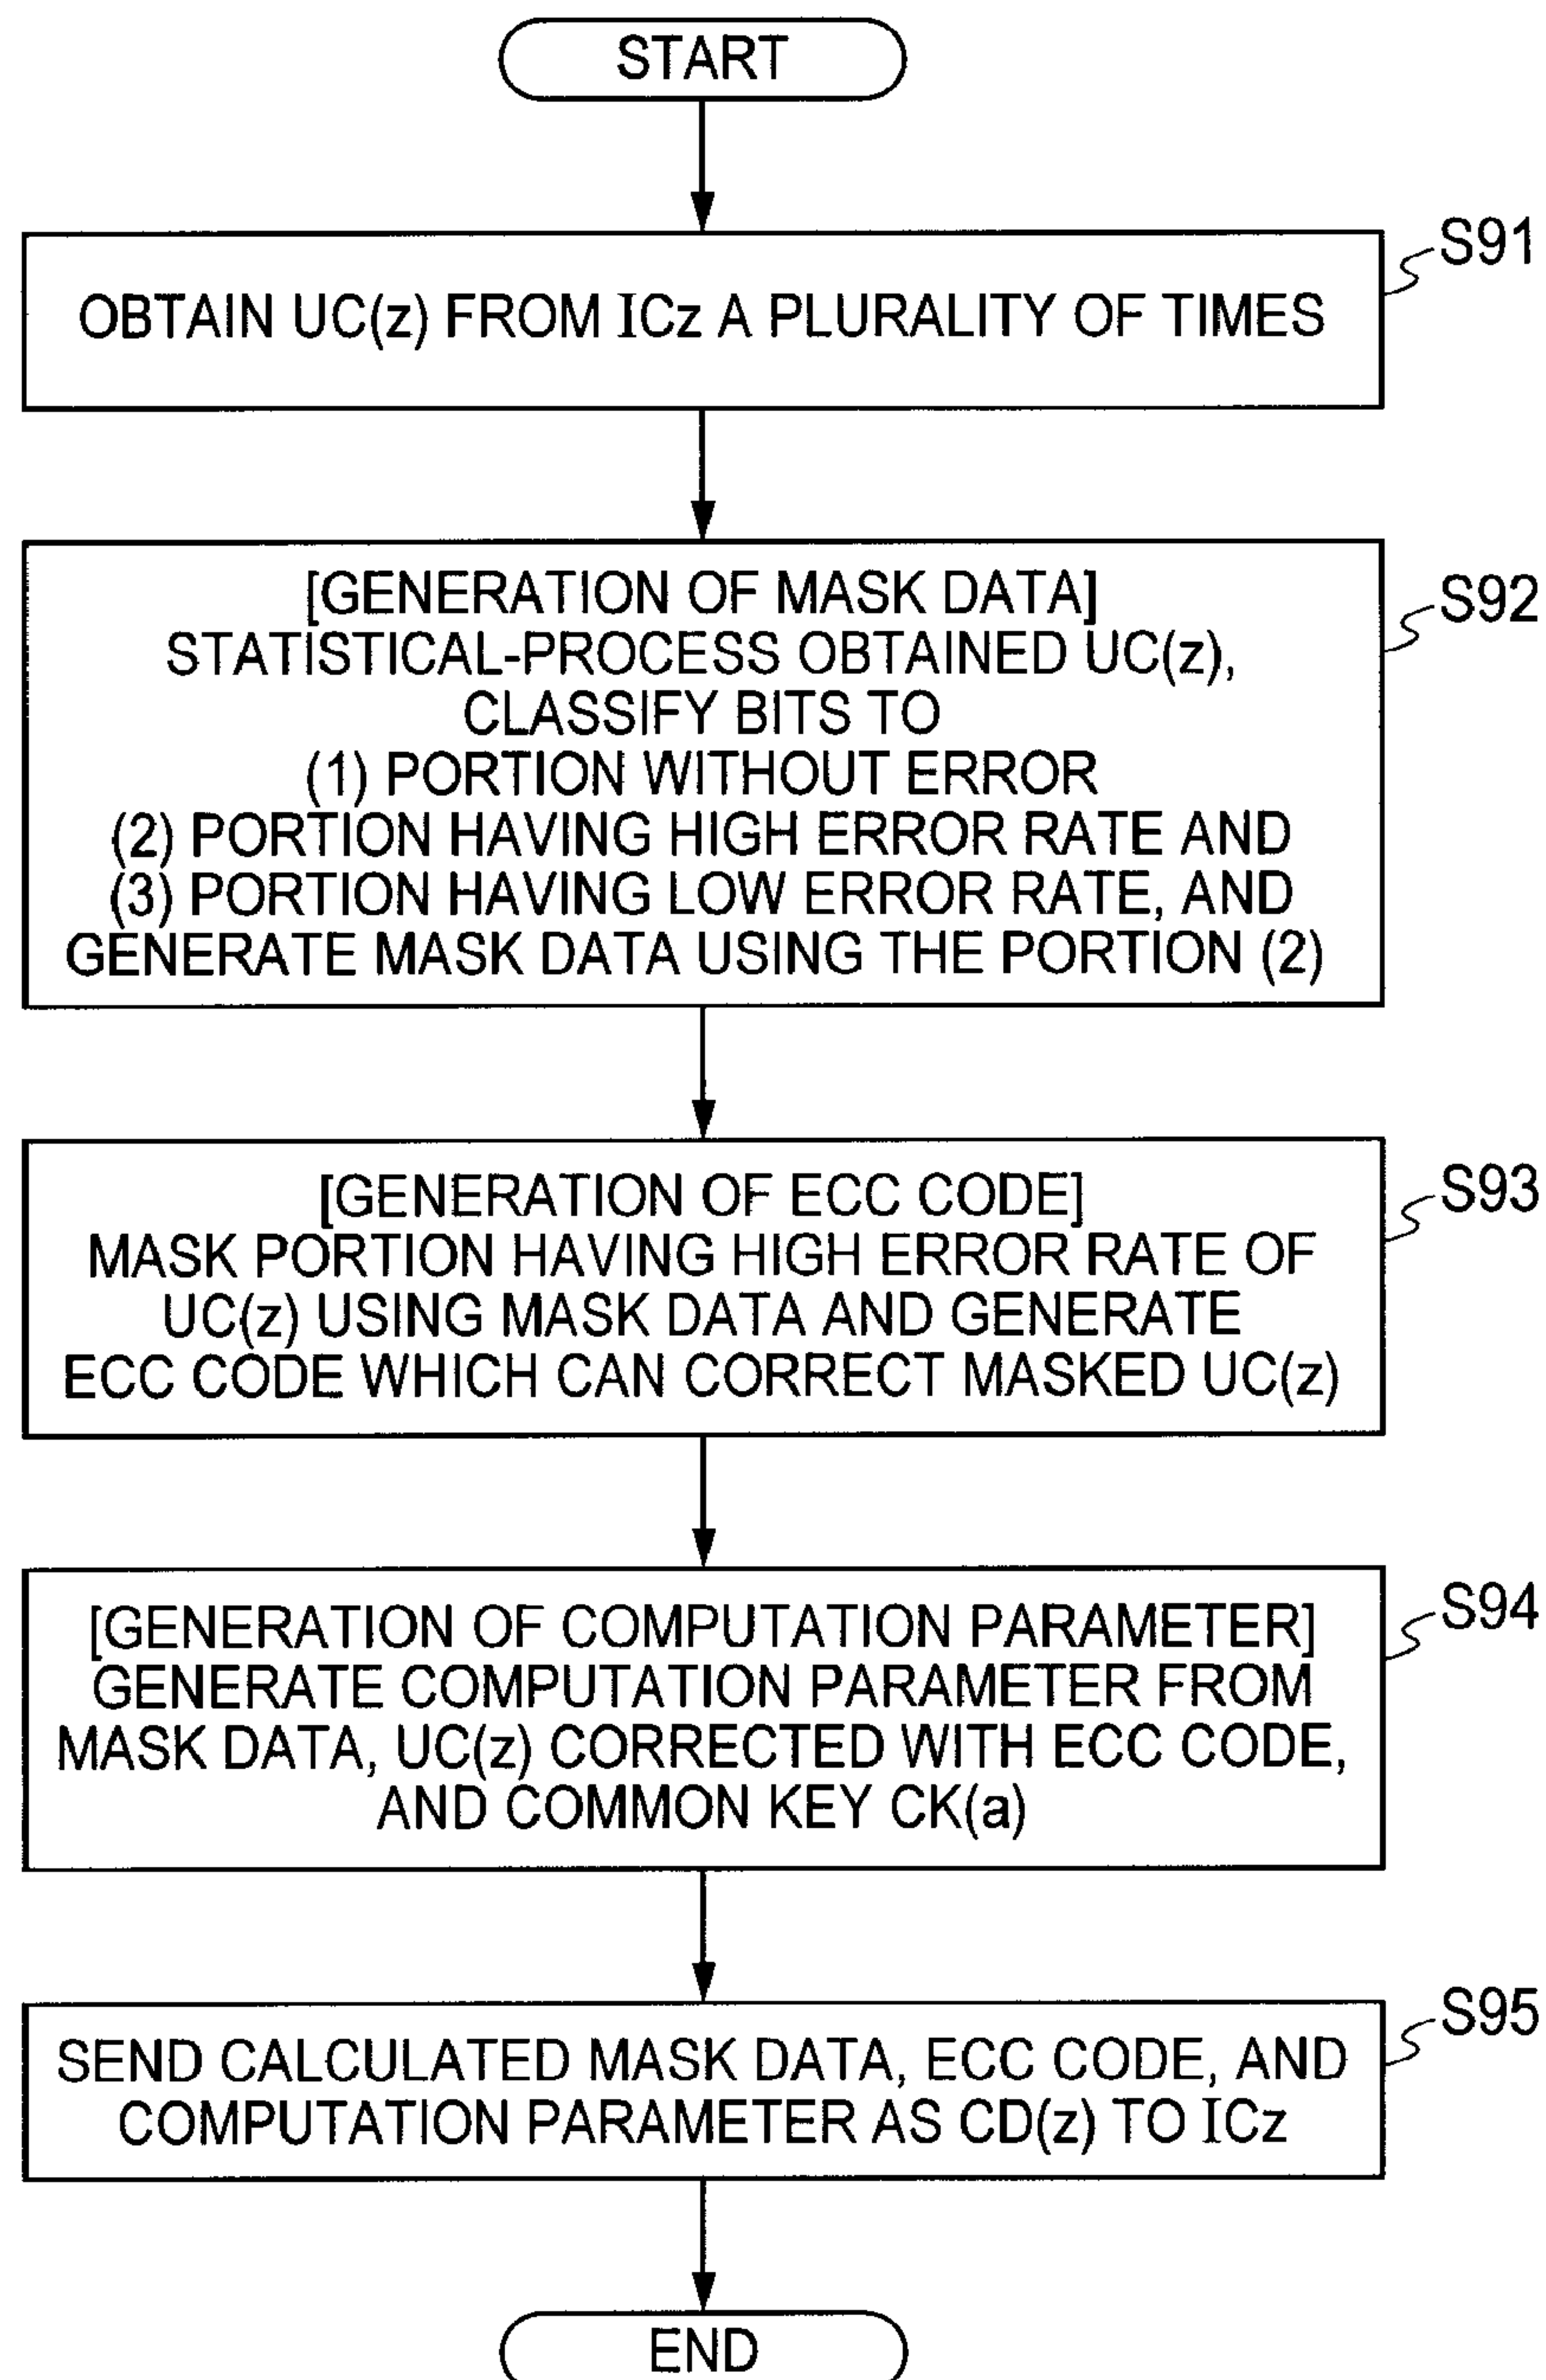 START
S91
OBTAIN UC(z) FROM ICz A PLURALITY OF TIMES
S92
[GENERATION OF MASK DATA]
STATISTICAL-PROCESS OBTAINED UC(z),
CLASSIFY BITS TO
(1) PORTION WITHOUT ERROR
(2) PORTION HAVING HIGH ERROR RATE AND
(3) PORTION HAVING LOW ERROR RATE, AND
GENERATE MASK DATA USING THE PORTION (2)
S93
[GENERATION OF ECC CODE]
MASK PORTION HAVING HIGH ERROR RATE OF
UC(z) USING MASK DATA AND GENERATE
ECC CODE WHICH CAN CORRECT MASKED UC(z)
S94
[GENERATION OF COMPUTATION PARAMETER]
GENERATE COMPUTATION PARAMETER FROM
MASK DATA, UC(z) CORRECTED WITH ECC CODE,
AND COMMON KEY CK(a)
S95
SEND CALCULATED MASK DATA, ECC CODE, AND
COMPUTATION PARAMETER AS CD(z) TO ICz
END